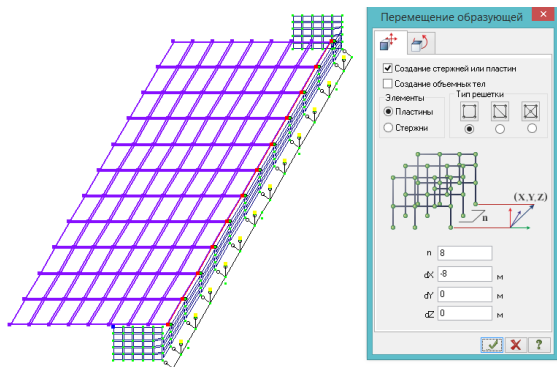 Перемещение образующей
Создание стержней или пластин
Создание объемных тел
Элементы
Тип решетки
Пластины
Стержни
(X,Y,Z)
n
n 8
dX -8 м
dY 0 м
dZ 0 м
?